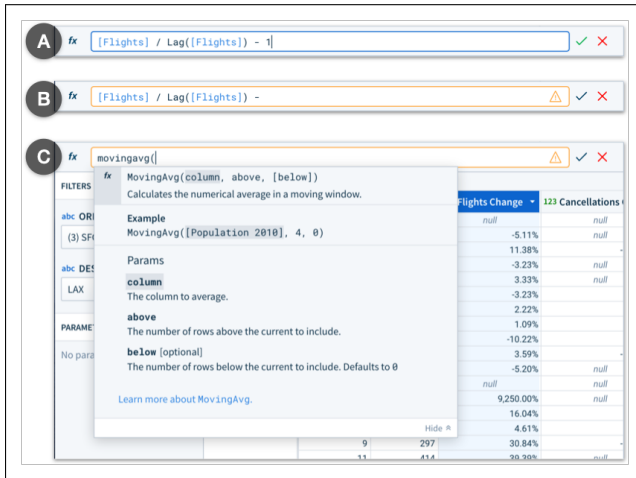 A fx [Flights] / Lag([Flights]) - 1
B fx [Flights] / Lag([Flights]) -
C fx movingavg(
fx MovingAvg(column, above, [below])
Calculates the numerical average in a moving window.
Example
MovingAvg([Population 2010], 4, 0)
Params
column
The column to average.
above
The number of rows above the current to include.
below [optional]
The number of rows below the current to include. Defaults to 0
Learn more about MovingAvg.
Hide
FILTERS
abc ORI
(3) SFO
abc DES
LAX
PARAME
No para
Flights Change 123 Cancellations
null null
-5.11% null
11.38% -
-3.23% null
3.33% null
-3.23%
2.22%
1.09%
-10.22%
3.59% -
-5.20% null
null null
9,250.00% null
16.04%
4.61%
9 297 30.84% -
11 414 39.39% null